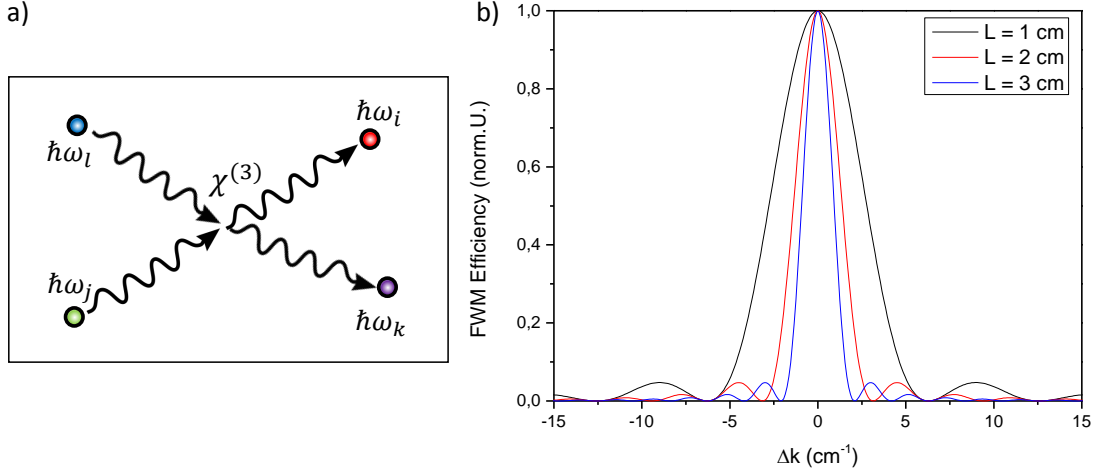 a)
ħω_l
ħω_i
χ^(3)
ħω_j
ħω_k
b)
FWM Efficiency (norm.U.)
1,0
0,8
0,6
0,4
0,2
0,0
-15
-10
-5
0
5
10
15
Δk (cm⁻¹)
L = 1 cm
L = 2 cm
L = 3 cm